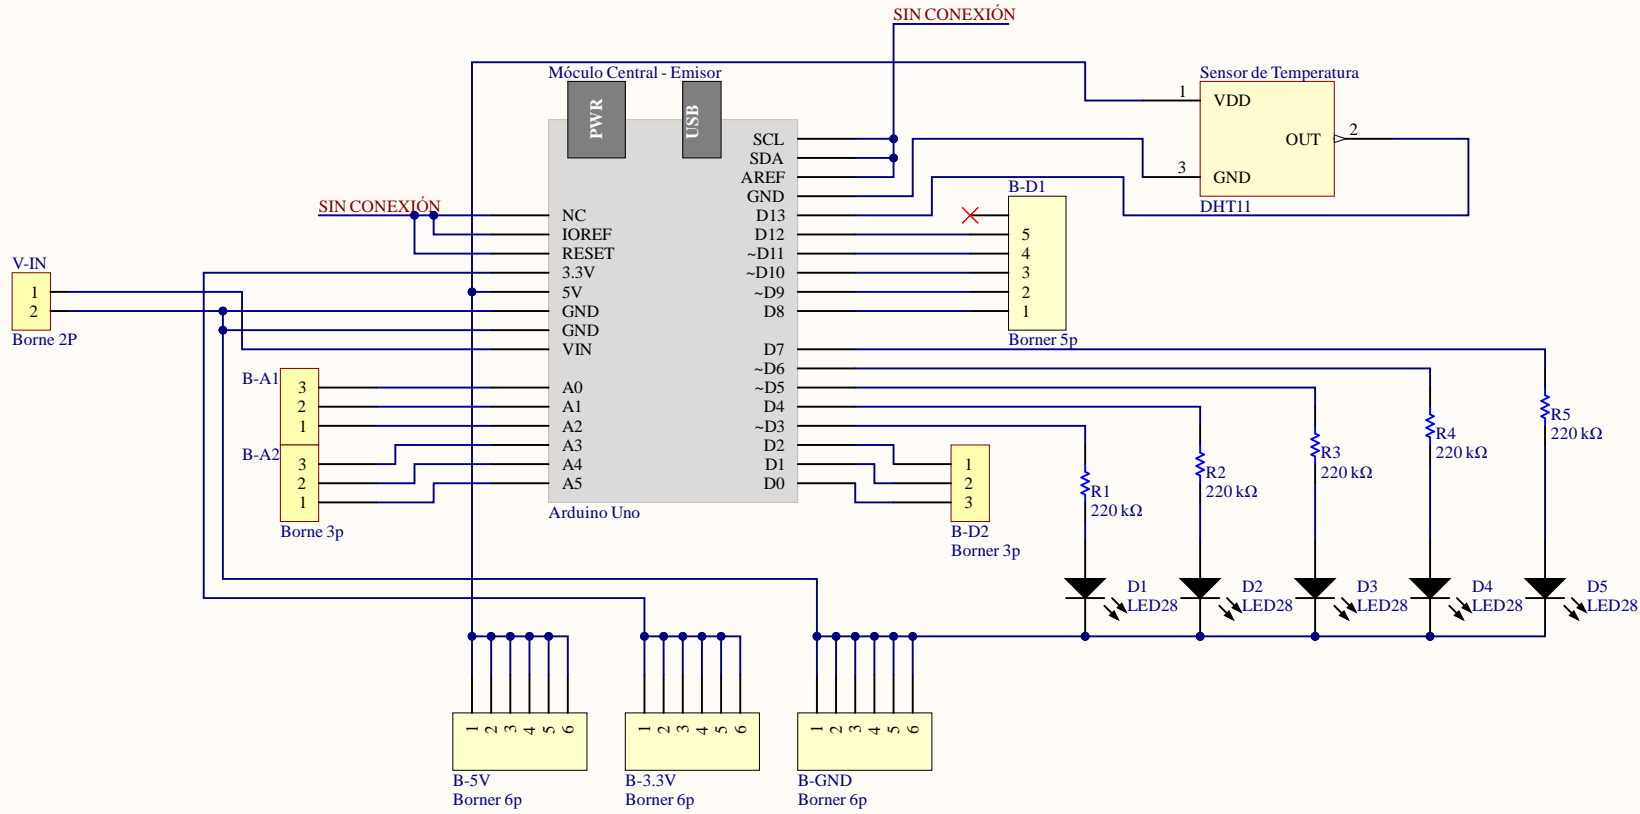 SIN CONEXIÓN
Móculo Central - Emisor
PWR
USB
SCL
SDA
AREF
GND
D13
D12
~D11
~D10
~D9
D8
D7
~D6
~D5
D4
~D3
D2
D1
D0
NC
IOREF
RESET
3.3V
5V
GND
GND
VIN
A0
A1
A2
A3
A4
A5
Arduino Uno
SIN CONEXIÓN
V-IN
1
2
Borne 2P
B-A1
3
2
1
B-A2
3
2
1
Borne 3p
Sensor de Temperatura
1
VDD
OUT
2
3
GND
DHT11
B-D1
5
4
3
2
1
Borner 5p
1
2
3
B-D2
Borner 3p
R1
220 kΩ
R2
220 kΩ
R3
220 kΩ
R4
220 kΩ
R5
220 kΩ
D1
LED28
D2
LED28
D3
LED28
D4
LED28
D5
LED28
1 2 3 4 5 6
B-5V
Borner 6p
1 2 3 4 5 6
B-3.3V
Borner 6p
1 2 3 4 5 6
B-GND
Borner 6p